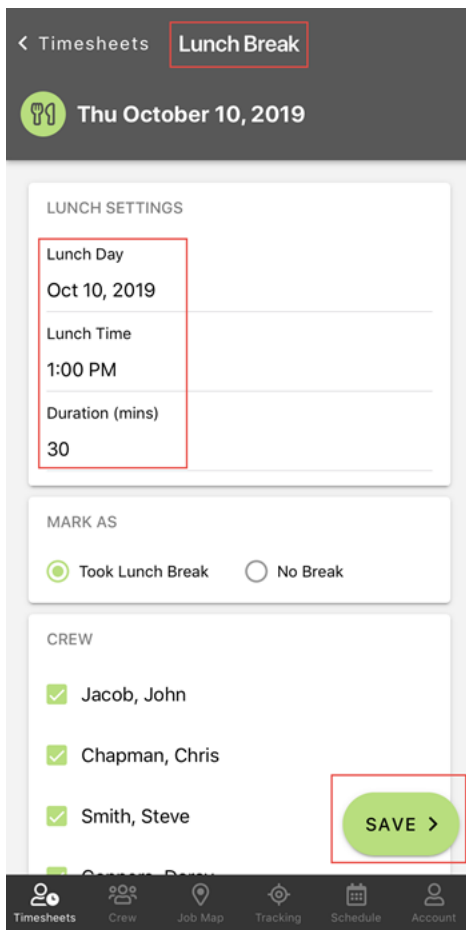 Timesheets Lunch Break
Thu October 10, 2019
LUNCH SETTINGS
Lunch Day
Oct 10, 2019
Lunch Time
1:00 PM
Duration (mins)
30
MARK AS
Took Lunch Break No Break
CREW
Jacob, John
Chapman, Chris
Smith, Steve
SAVE
Timesheets Crew Job Map Tracking Schedule Account